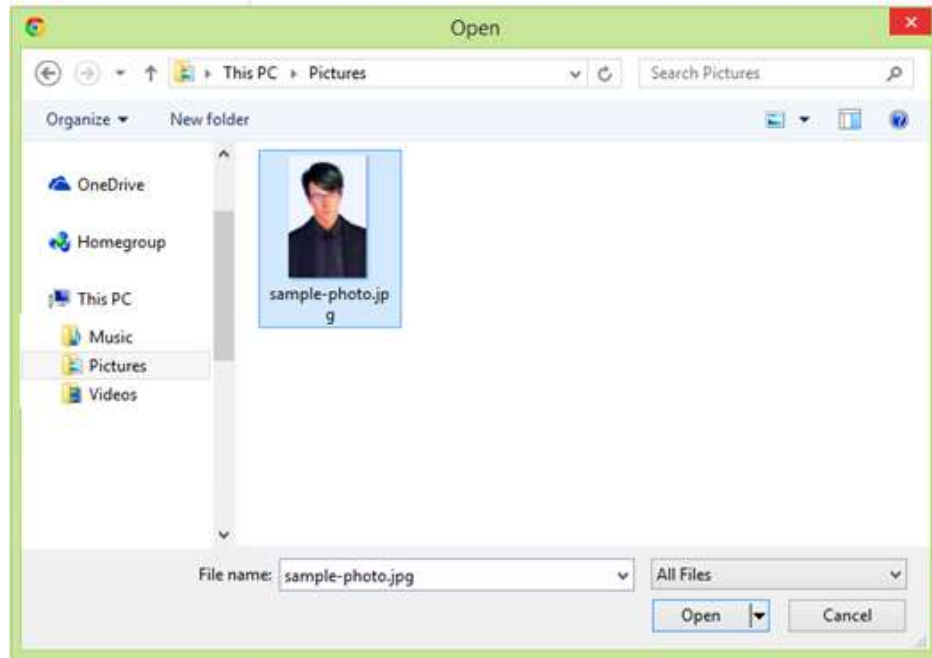 Open
This PC Pictures
Search Pictures
Organize
New folder
OneDrive
Homegroup
This PC
Music
Pictures
Videos
sample-photo.jp
g
File name:
sample-photo.jpg
All Files
Open
Cancel